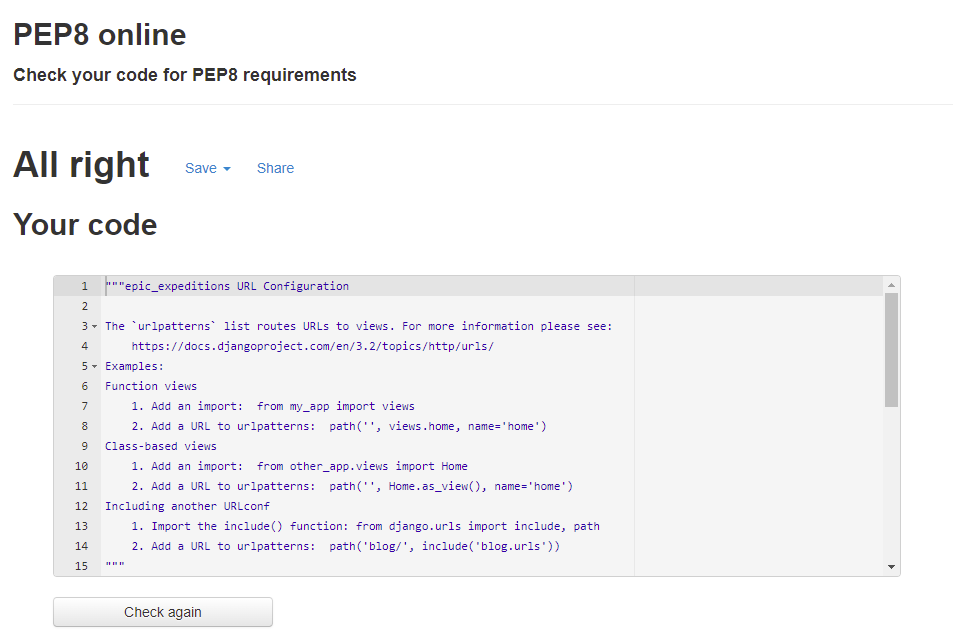 PEP8 online
Check your code for PEP8 requirements
All right Save Share
Your code
1 """epic_expeditions URL Configuration
2
3 The `urlpatterns` list routes URLs to views. For more information please see:
4 https://docs.djangoproject.com/en/3.2/topics/http/urls/
5 Examples:
6 Function views
7 1. Add an import:  from my_app import views
8 2. Add a URL to urlpatterns:  path('', views.home, name='home')
9 Class-based views
10 1. Add an import:  from other_app.views import Home
11 2. Add a URL to urlpatterns:  path('', Home.as_view(), name='home')
12 Including another URLconf
13 1. Import the include() function: from django.urls import include, path
14 2. Add a URL to urlpatterns:  path('blog/', include('blog.urls'))
15 """
Check again